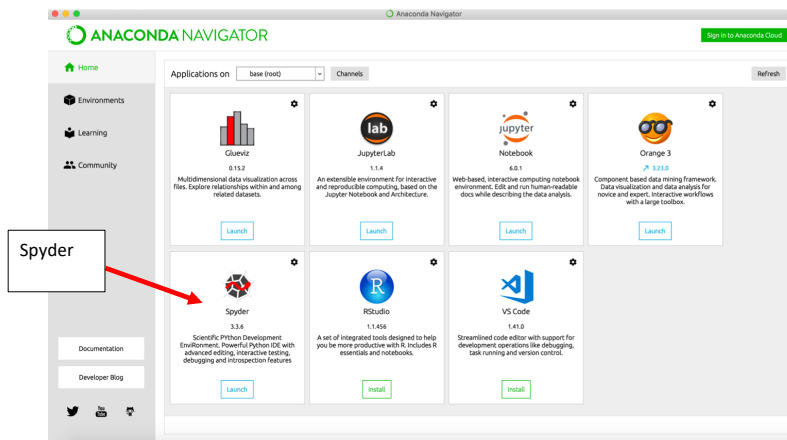 Anaconda Navigator
ANACONDA NAVIGATOR
Sign in to Anaconda Cloud
Home
Environments
Learning
Community
Applications on
base (root)
Channels
Refresh
Glueviz
0.15.2
Multidimensional data visualization across
files. Explore relationships within and among
related datasets.
Launch
lab
JupyterLab
1.1.4
An extensible environment for interactive
and reproducible computing, based on the
Jupyter Notebook and Architecture.
Launch
jupyter
Notebook
6.0.1
Web-based, interactive computing notebook
environment. Edit and run human-readable
docs while describing the data analysis.
Launch
Orange 3
3.23.0
Component based data mining framework.
Data visualization and data analysis for
novice and expert. Interactive workflows
with a large toolbox.
Launch
Spyder
Spyder
3.3.6
Scientific PYthon Development
EnviRonment. Powerful Python IDE with
advanced editing, interactive testing,
debugging and introspection features
Launch
R
RStudio
1.1.456
A set of integrated tools designed to help
you be more productive with R. Includes R
essentials and notebooks.
Install
VS Code
1.41.0
Streamlined code editor with support for
development operations like debugging,
task running and version control.
Install
Documentation
Developer Blog
You
Tube